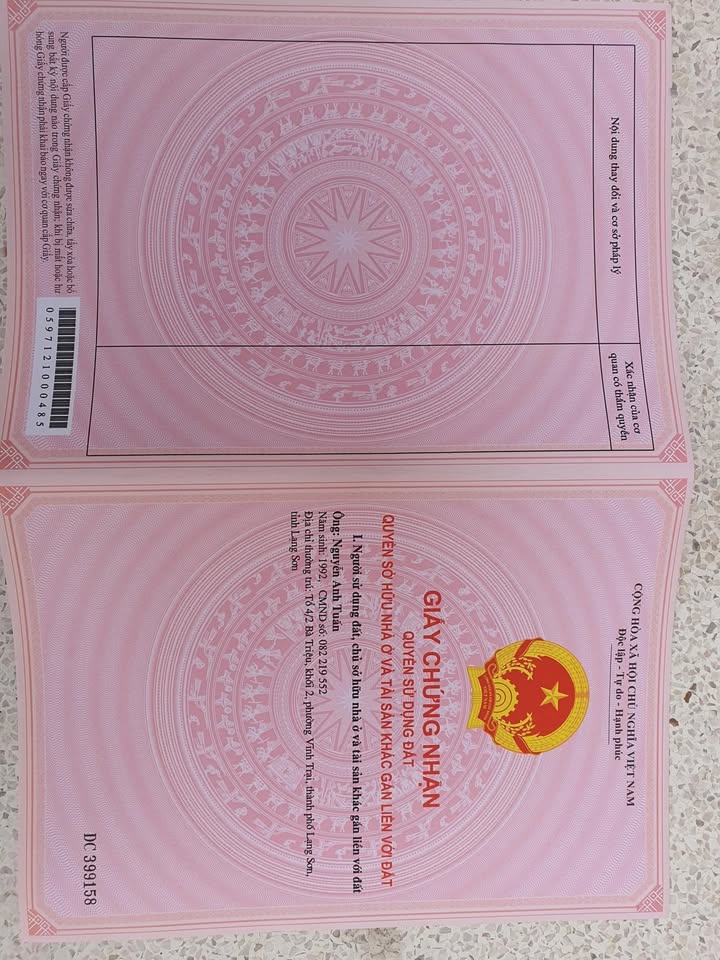 Nội dung thay đổi và cơ sở pháp lý
Xác nhận của cơ
quan có thẩm quyền
Người được cấp Giấy chứng nhận không được sửa chữa, tẩy xóa hoặc bổ
sung bất kỳ nội dung nào trong Giấy chứng nhận; khi bị mất hoặc hư
hỏng Giấy chứng nhận phải khai báo ngay với cơ quan cấp Giấy.
0597121000485
CỘNG HÒA XÃ HỘI CHỦ NGHĨA VIỆT NAM
Độc lập - Tự do - Hạnh phúc
VIỆT NAM
GIẤY CHỨNG NHẬN
QUYỀN SỬ DỤNG ĐẤT
QUYỀN SỞ HỮU NHÀ Ở VÀ TÀI SẢN KHÁC GẮN LIỀN VỚI ĐẤT
I. Người sử dụng đất, chủ sở hữu nhà ở và tài sản khác gắn liền với đất
Ông: Nguyễn Anh Tuấn
Năm sinh: 1992, CMND số: 082 219 552
Địa chỉ thường trú: Tổ 4/2 Bà Triệu, khối 2, phường Vĩnh Trại, thành phố Lạng Sơn,
tỉnh Lạng Sơn
DC 399158